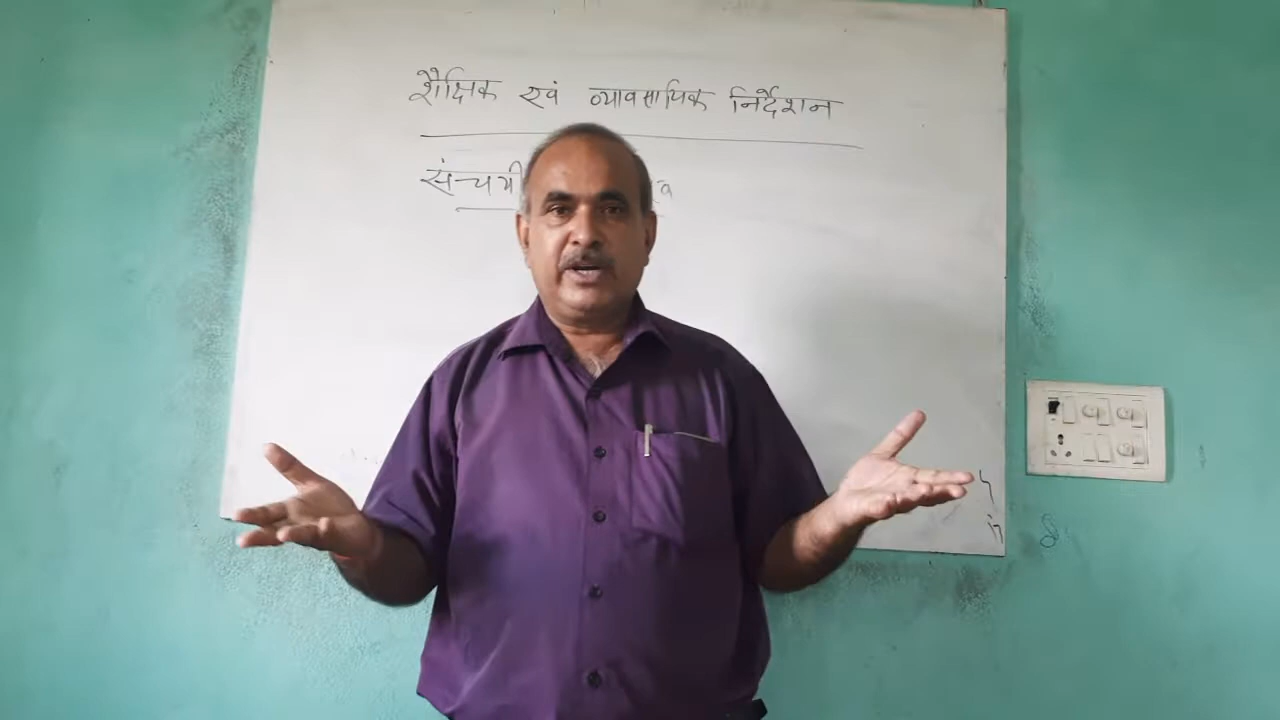 शैक्षिक एवं व्यावसायिक निर्देशन
संचयी